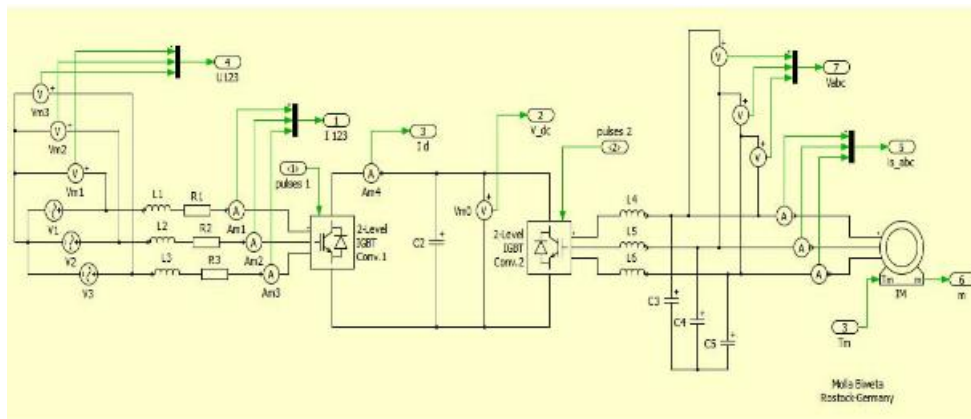 4
U123
Vm3
Vm2
Vm1
V1
V2
V3
L1
R1
L2
R2
L3
R3
1
I 123
Am1
Am2
Am3
<1>
pulses 1
2-Level
IGBT
Conv.1
Am4
3
I d
C2
2
V_dc
Vm0
pulses 2
<2>
2-Level
IGBT
Conv.2
L4
L5
L6
C3
C4
C5
7
Vabc
5
Is_abc
Tm
m
IM
6
m
3
Tm
Molla Biweta
Rostock-Germany
V
V
V
A
A
A
A
V
V
V
V
A
A
A